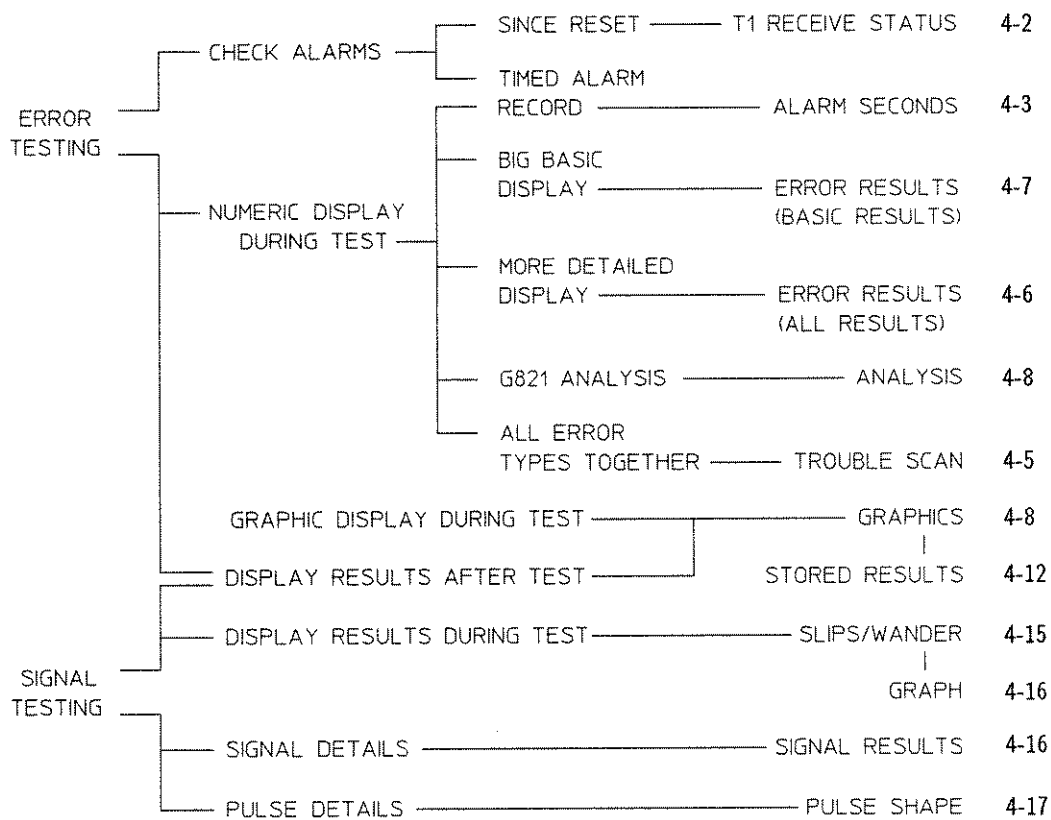 SINCE RESET T1 RECEIVE STATUS 4-2
CHECK ALARMS
TIMED ALARM
RECORD ALARM SECONDS 4-3
ERROR
TESTING
BIG BASIC
DISPLAY ERROR RESULTS 4-7
(BASIC RESULTS)
NUMERIC DISPLAY
DURING TEST
MORE DETAILED
DISPLAY ERROR RESULTS 4-6
(ALL RESULTS)
G821 ANALYSIS ANALYSIS 4-8
ALL ERROR
TYPES TOGETHER TROUBLE SCAN 4-5
GRAPHIC DISPLAY DURING TEST GRAPHICS 4-8
DISPLAY RESULTS AFTER TEST STORED RESULTS 4-12
DISPLAY RESULTS DURING TEST SLIPS/WANDER 4-15
SIGNAL
TESTING
GRAPH 4-16
SIGNAL DETAILS SIGNAL RESULTS 4-16
PULSE DETAILS PULSE SHAPE 4-17